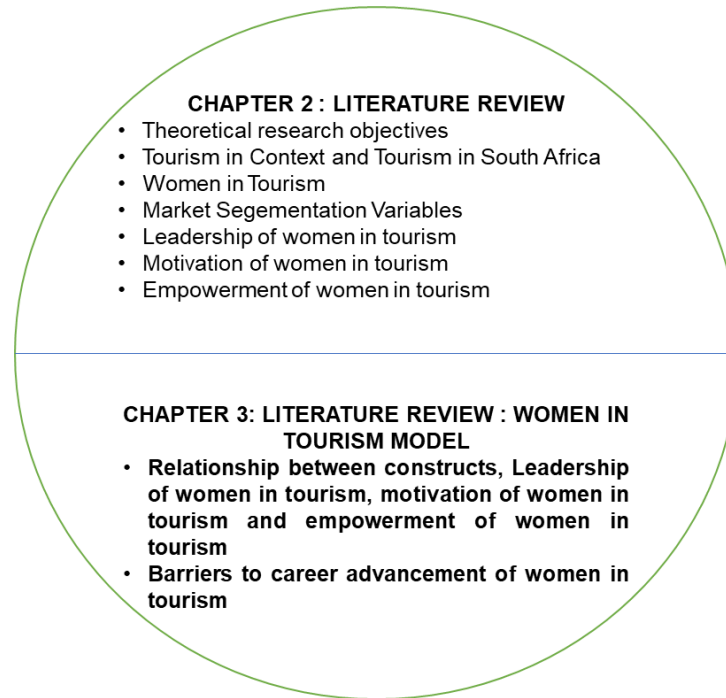 CHAPTER 2 : LITERATURE REVIEW
• Theoretical research objectives
• Tourism in Context and Tourism in South Africa
• Women in Tourism
• Market Segementation Variables
• Leadership of women in tourism
• Motivation of women in tourism
• Empowerment of women in tourism
CHAPTER 3: LITERATURE REVIEW : WOMEN IN
TOURISM MODEL
• Relationship between constructs, Leadership
of women in tourism, motivation of women in
tourism and empowerment of women in
tourism
• Barriers to career advancement of women in
tourism